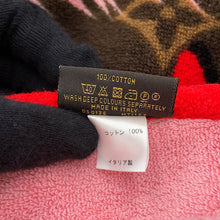 100/COTTON
WASH DEEP COLOURS SEPARATELY
MADE IN ITALY
コットン 100%
イタリア製